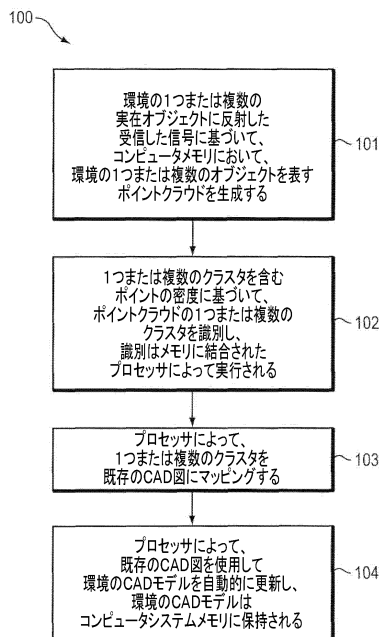 100
環境の1つまたは複数の
実在オブジェクトに反射した
受信した信号に基づいて、
コンピュータメモリにおいて、
環境の1つまたは複数のオブジェクトを表す
ポイントクラウドを生成する
101
1つまたは複数のクラスタを含む
ポイントの密度に基づいて、
ポイントクラウドの1つまたは複数の
クラスタを識別し、
識別はメモリに結合された
プロセッサによって実行される
102
プロセッサによって、
1つまたは複数のクラスタを
既存のCAD図にマッピングする
103
プロセッサによって、
既存のCAD図を使用して
環境のCADモデルを自動的に更新し、
環境のCADモデルは
コンピュータシステムメモリに保持される
104